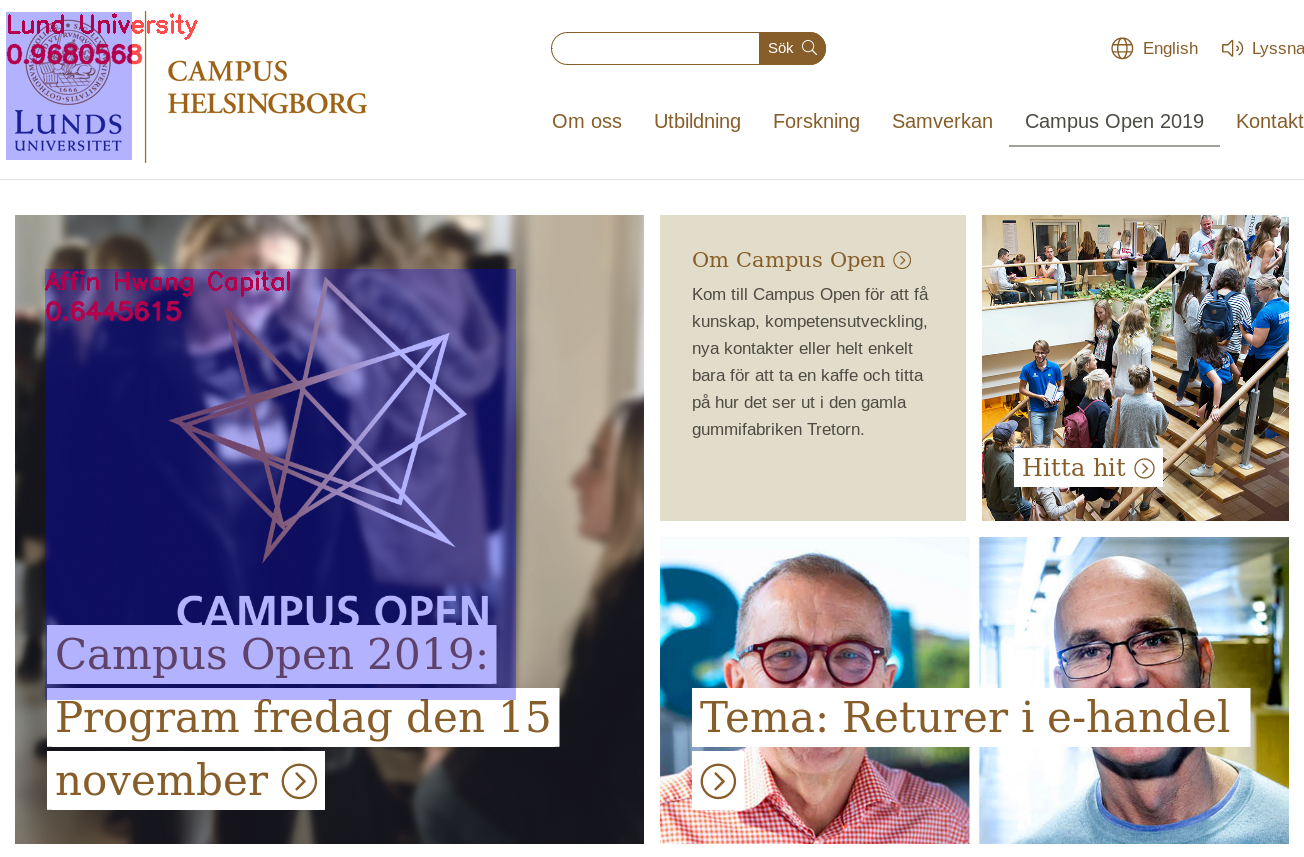 Lund University
0.9680568
LUNDS
UNIVERSITET
CAMPUS
HELSINGBORG
Sök
English
Lyssna
Om oss
Utbildning
Forskning
Samverkan
Campus Open 2019
Kontakt
Affin Hwang Capital
0.6445615
CAMPUS OPEN
Campus Open 2019:
Program fredag den 15
november
Om Campus Open
Kom till Campus Open för att få
kunskap, kompetensutveckling,
nya kontakter eller helt enkelt
bara för att ta en kaffe och titta
på hur det ser ut i den gamla
gummifabriken Tretorn.
Hitta hit
Tema: Returer i e-handel